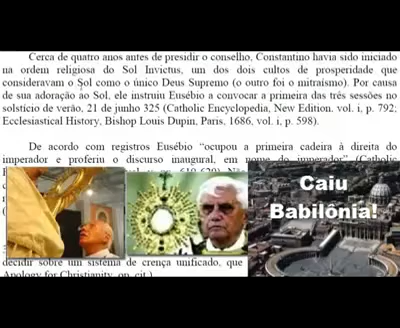 Cerca de quatro anos antes de presidir o conselho, Constantino havia sido iniciado
na ordem religiosa do Sol Invictus, um dos dois cultos de prosperidade que
consideravam o Sol como o único Deus Supremo (o outro foi o mitraísmo). Por causa
de sua adoração ao Sol, ele instruiu Eusébio a convocar a primeira das três sessões no
solstício de verão, 21 de junho 325 (Catholic Encyclopedia, New Edition. vol. i, p. 792;
Ecclesiastical History, Bishop Louis Dupin, Paris, 1686, vol. i, p. 598).
De acordo com registros Eusébio “ocupou a primeira cadeira à direita do
imperador e proferiu o discurso inaugural, em nome do imperador” (Catholic
Caiu
Babilônia!
decidir sobre um sistema de crença unificado, que
Apology for Christianity, op. cit.)